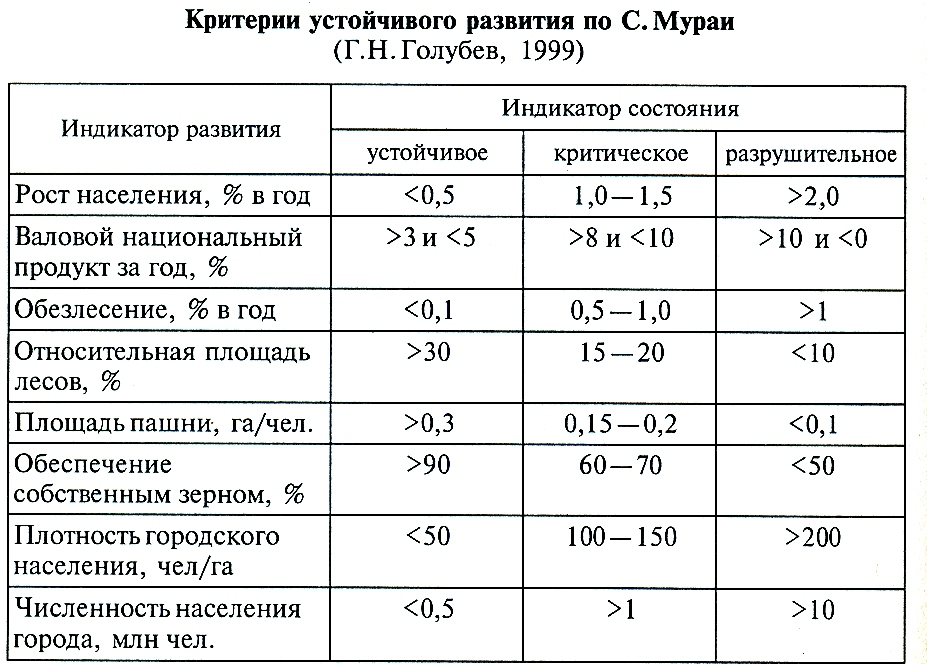 Критерии устойчивого развития по С. Мураи
(Г.Н. Голубев, 1999)
Индикатор развития
Индикатор состояния
устойчивое критическое разрушительное
Рост населения, % в год <0,5 1,0—1,5 >2,0
Валовой национальный >3 и <5 >8 и <10 >10 и <0
продукт за год, %
Обезлесение, % в год <0,1 0,5—1,0 >1
Относительная площадь >30 15—20 <10
лесов, %
Площадь пашни, га/чел. >0,3 0,15—0,2 <0,1
Обеспечение >90 60—70 <50
собственным зерном, %
Плотность городского <50 100—150 >200
населения, чел/га
Численность населения <0,5 >1 >10
города, млн чел.